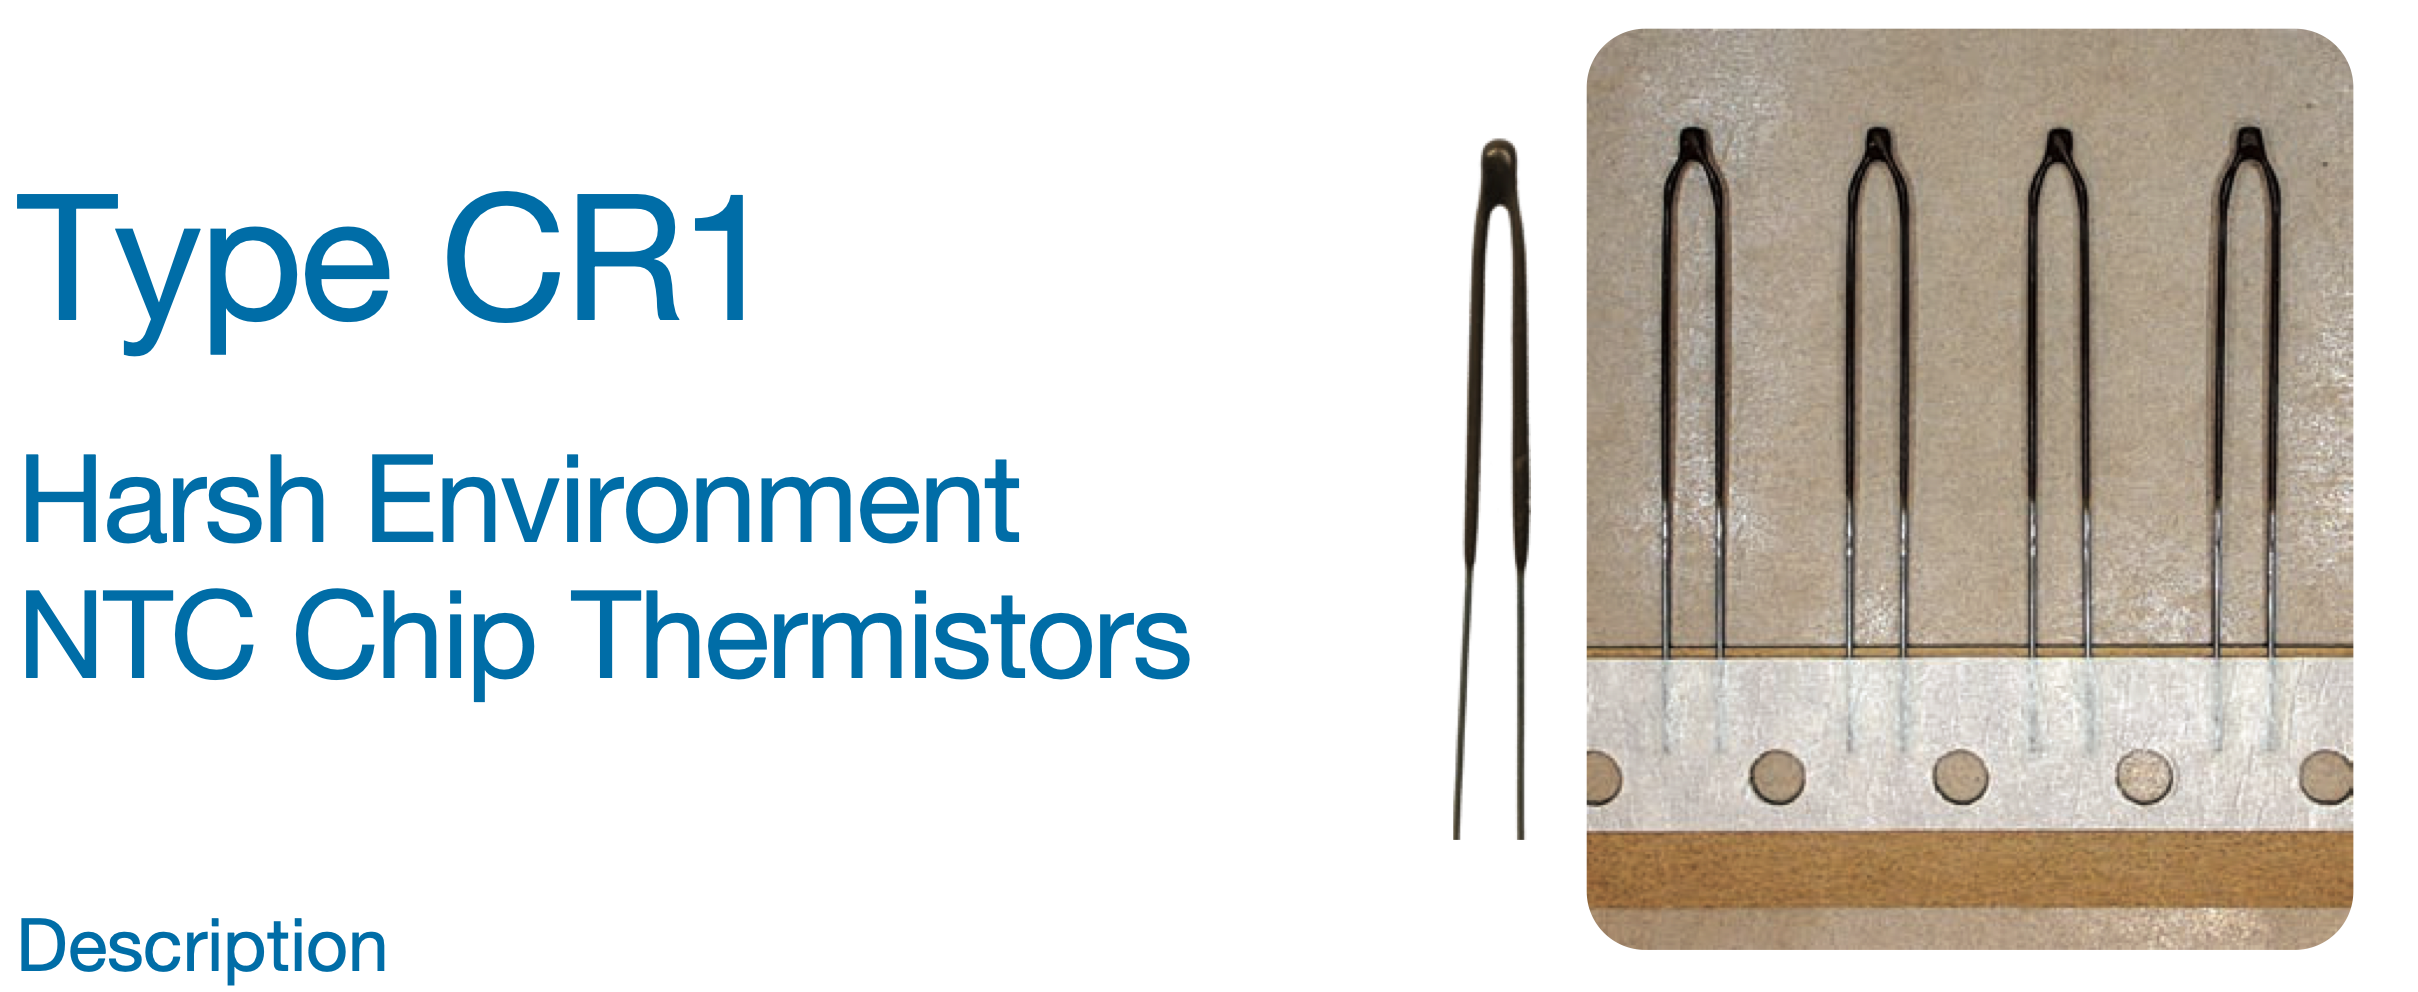 Type CR1
Harsh Environment
NTC Chip Thermistors
Description